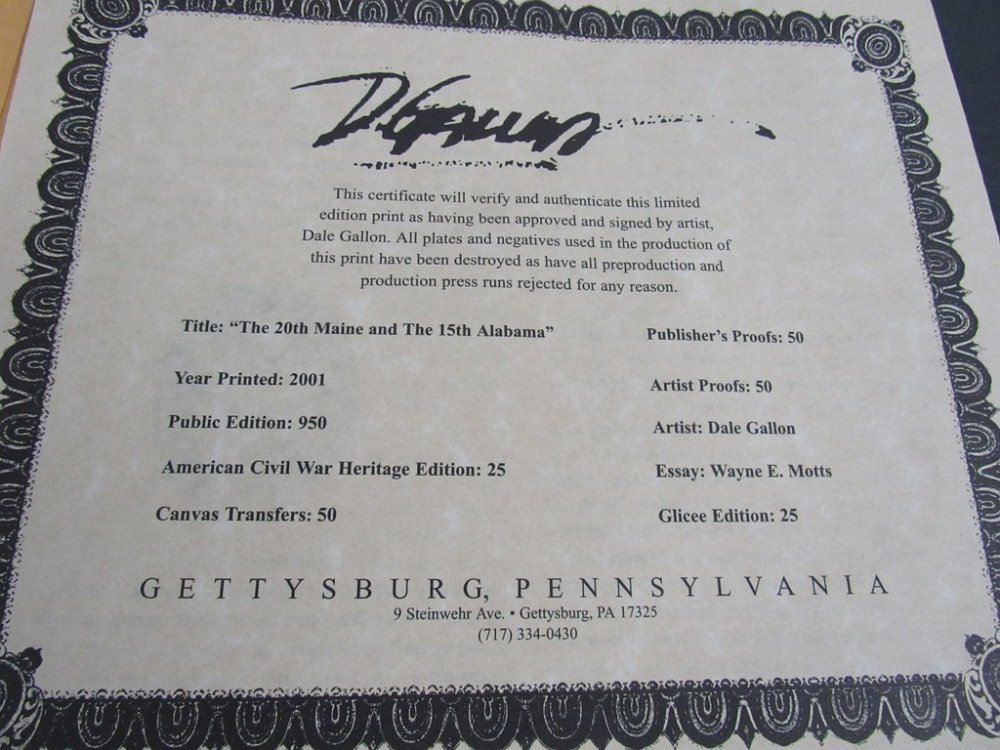 D Gallon
This certificate will verify and authenticate this limited
edition print as having been approved and signed by artist,
Dale Gallon. All plates and negatives used in the production of
this print have been destroyed as have all preproduction and
production press runs rejected for any reason.
Title: “The 20th Maine and The 15th Alabama”
Publisher’s Proofs: 50
Year Printed: 2001
Artist Proofs: 50
Public Edition: 950
Artist: Dale Gallon
American Civil War Heritage Edition: 25
Essay: Wayne E. Motts
Canvas Transfers: 50
Glicee Edition: 25
GETTYSBURG, PENNSYLVANIA
9 Steinwehr Ave. • Gettysburg, PA 17325
(717) 334-0430